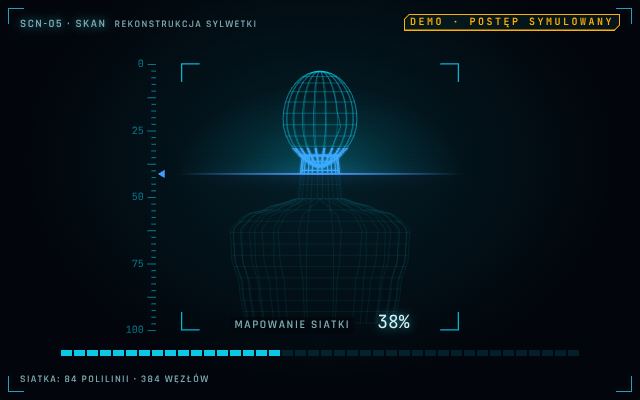 SCN-05 · SKAN REKONSTRUKCJA SYLWETKI
DEMO · POSTĘP SYMULOWANY
0
25
50
75
100
MAPOWANIE SIATKI 38%
SIATKA: 84 POLILINII · 304 WĘZŁÓW